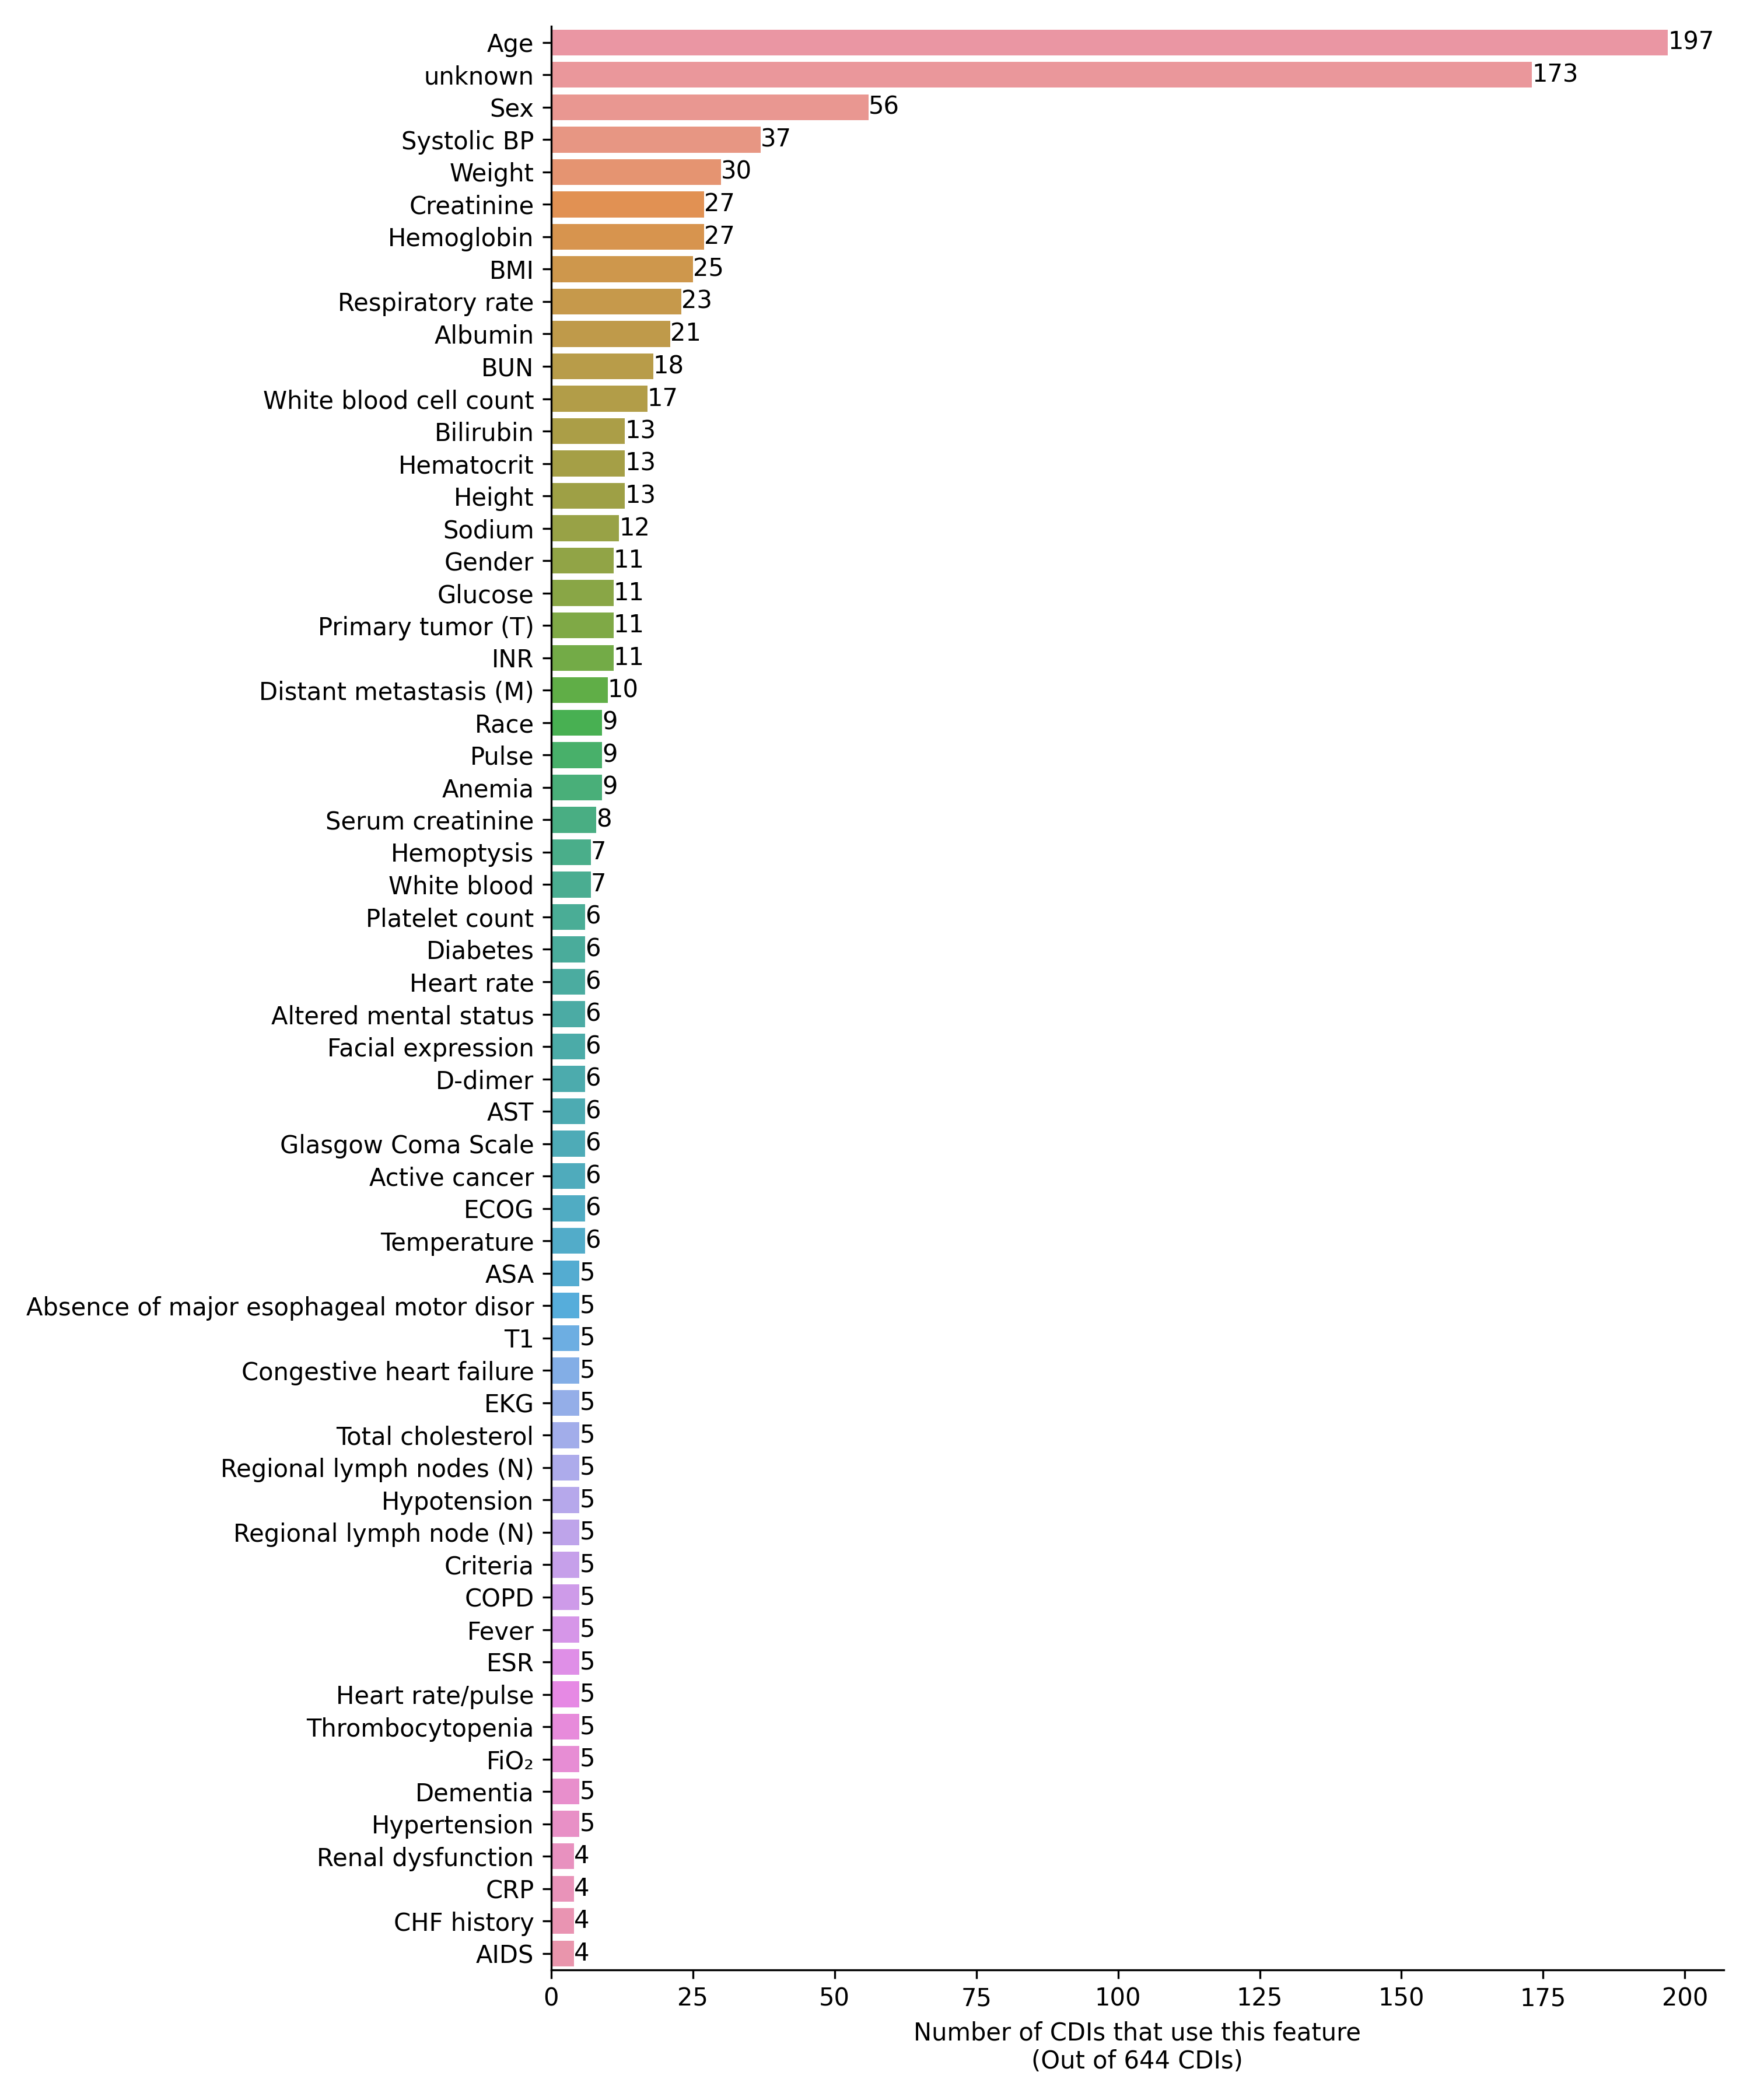 Age 197
unknown 173
Sex 56
Systolic BP 37
Weight 30
Creatinine 27
Hemoglobin 27
BMI 25
Respiratory rate 23
Albumin 21
BUN 18
White blood cell count 17
Bilirubin 13
Hematocrit 13
Height 13
Sodium 12
Gender 11
Glucose 11
Primary tumor (T) 11
INR 11
Distant metastasis (M) 10
Race 9
Pulse 9
Anemia 9
Serum creatinine 8
Hemoptysis 7
White blood 7
Platelet count 6
Diabetes 6
Heart rate 6
Altered mental status 6
Facial expression 6
D-dimer 6
AST 6
Glasgow Coma Scale 6
Active cancer 6
ECOG 6
Temperature 6
ASA 5
Absence of major esophageal motor disor 5
T1 5
Congestive heart failure 5
EKG 5
Total cholesterol 5
Regional lymph nodes (N) 5
Hypotension 5
Regional lymph node (N) 5
Criteria 5
COPD 5
Fever 5
ESR 5
Heart rate/pulse 5
Thrombocytopenia 5
FiO₂ 5
Dementia 5
Hypertension 5
Renal dysfunction 4
CRP 4
CHF history 4
AIDS 4
0 25 50 75 100 125 150 175 200
Number of CDIs that use this feature
(Out of 644 CDIs)